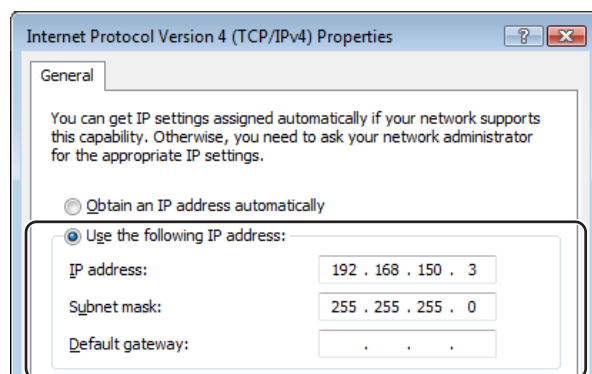 Internet Protocol Version 4 (TCP/IPv4) Properties
General
You can get IP settings assigned automatically if your network supports
this capability. Otherwise, you need to ask your network administrator
for the appropriate IP settings.
Obtain an IP address automatically
Use the following IP address:
IP address: 192 . 168 . 150 . 3
Subnet mask: 255 . 255 . 255 . 0
Default gateway: . . .